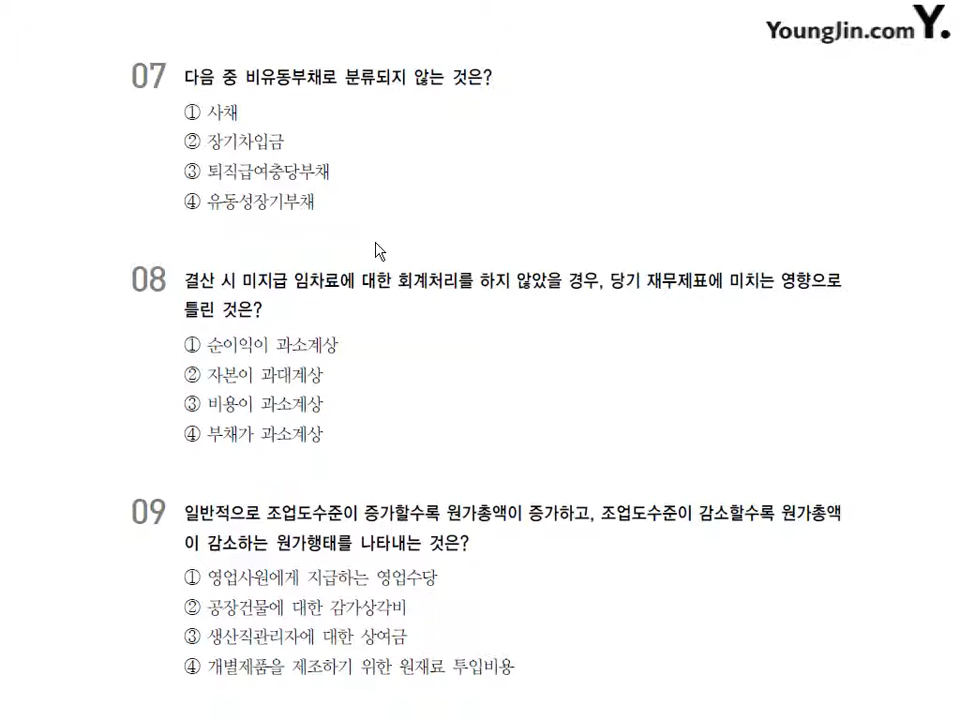 YoungJin.com Y.
07 다음 중 비유동부채로 분류되지 않는 것은?
① 사채
② 장기차입금
③ 퇴직급여충당부채
④ 유동성장기부채
08 결산 시 미지급 임차료에 대한 회계처리를 하지 않았을 경우, 당기 재무제표에 미치는 영향으로
틀린 것은?
① 순이익이 과소계상
② 자본이 과대계상
③ 비용이 과소계상
④ 부채가 과소계상
09 일반적으로 조업도수준이 증가할수록 원가총액이 증가하고, 조업도수준이 감소할수록 원가총액
이 감소하는 원가행태를 나타내는 것은?
① 영업사원에게 지급하는 영업수당
② 공장건물에 대한 감가상각비
③ 생산직관리자에 대한 상여금
④ 개별제품을 제조하기 위한 원재료 투입비용